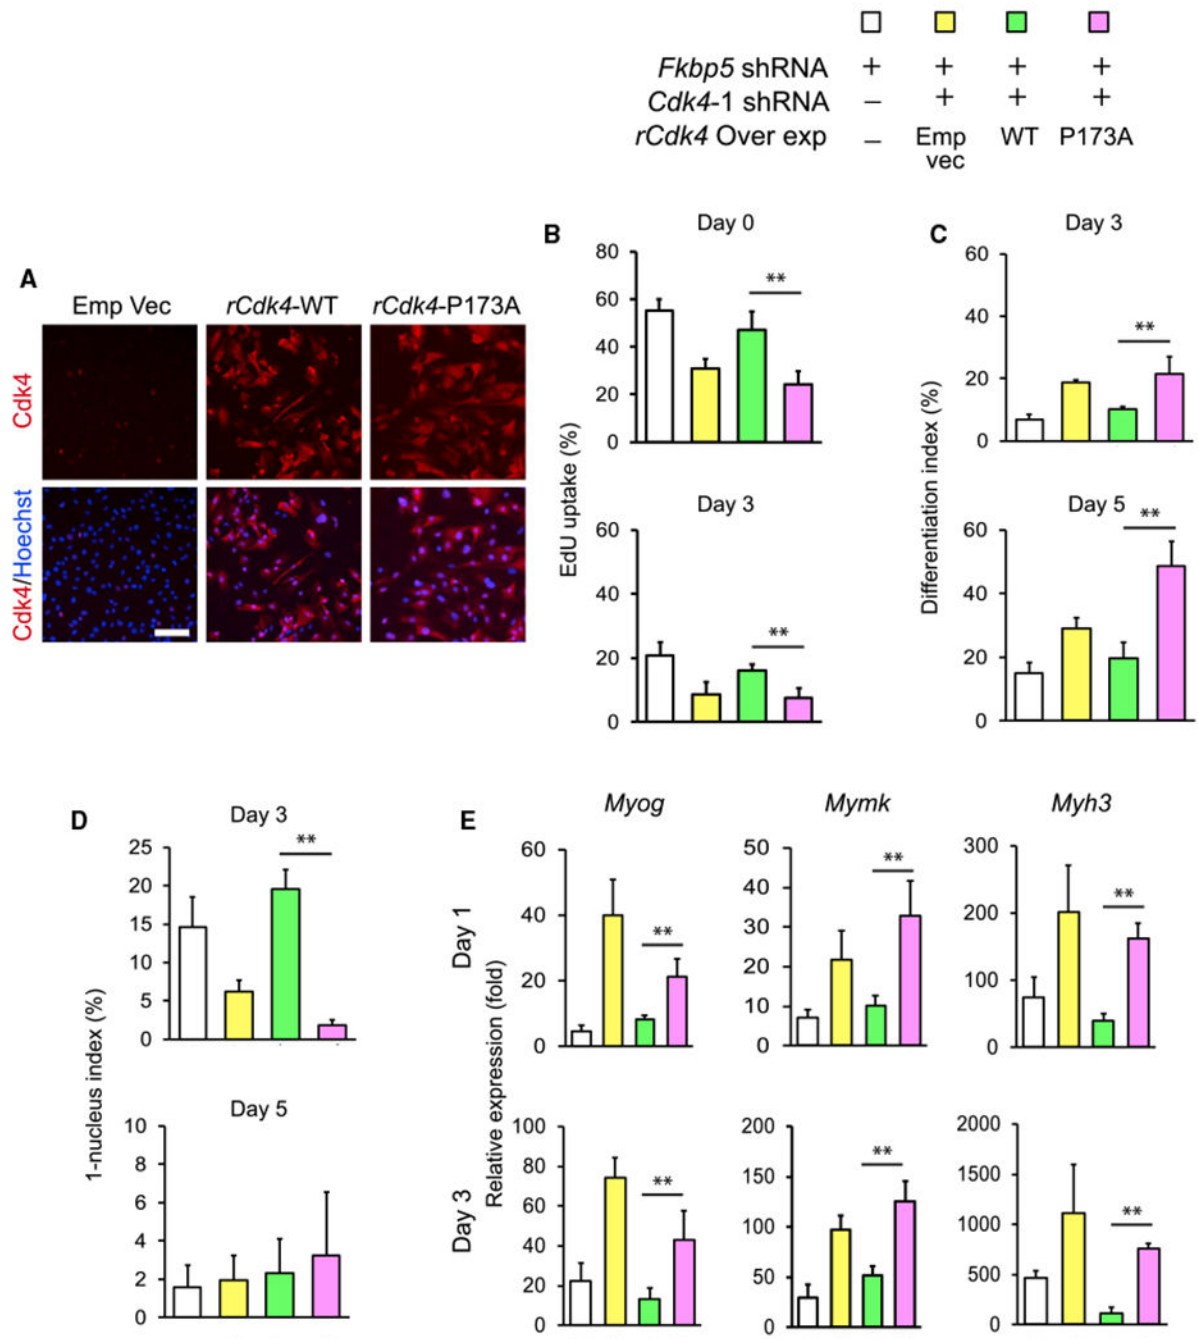 Fkbp5 shRNA + + + +
Cdk4-1 shRNA – + + +
rCdk4 Over exp – Emp vec WT P173A
A
Emp Vec rCdk4-WT rCdk4-P173A
Cdk4
Cdk4/Hoechst
B
Day 0
80
60
40
20
0
**
EdU uptake (%)
Day 3
60
40
20
0
**
C
Day 3
60
40
20
0
**
Differentiation index (%)
Day 5
60
40
20
0
**
D
Day 3
25
20
15
10
5
0
**
1-nucleus index (%)
Day 5
10
8
6
4
2
0
E
Myog Mymk Myh3
Relative expression (fold)
Day 1
60
40
20
0
**
50
40
30
20
10
0
**
300
200
100
0
**
Day 3
100
80
60
40
20
0
**
200
150
100
50
0
**
2000
1500
1000
500
0
**